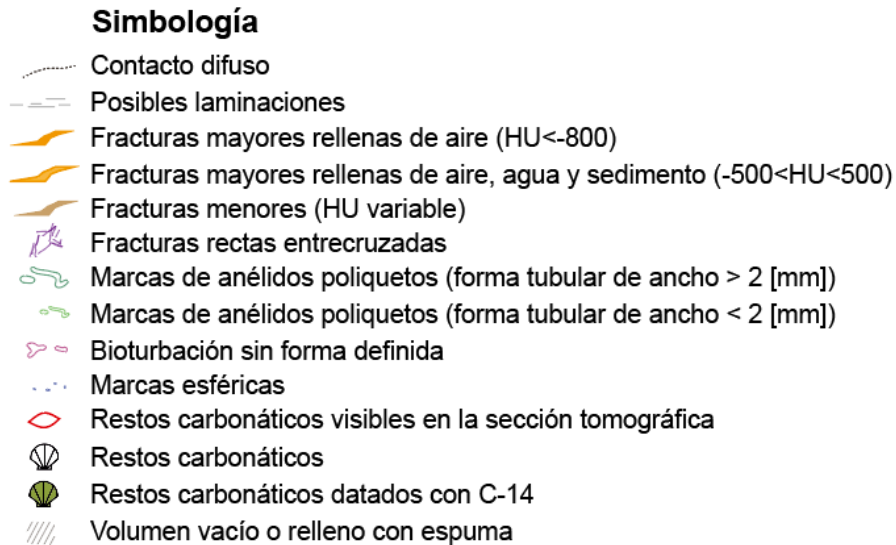 Simbología
Contacto difuso
Posibles laminaciones
Fracturas mayores rellenas de aire (HU<-800)
Fracturas mayores rellenas de aire, agua y sedimento (-500<HU<500)
Fracturas menores (HU variable)
Fracturas rectas entrecruzadas
Marcas de anélidos poliquetos (forma tubular de ancho > 2 [mm])
Marcas de anélidos poliquetos (forma tubular de ancho < 2 [mm])
Bioturbación sin forma definida
Marcas esféricas
Restos carbonáticos visibles en la sección tomográfica
Restos carbonáticos
Restos carbonáticos datados con C-14
Volumen vacío o relleno con espuma